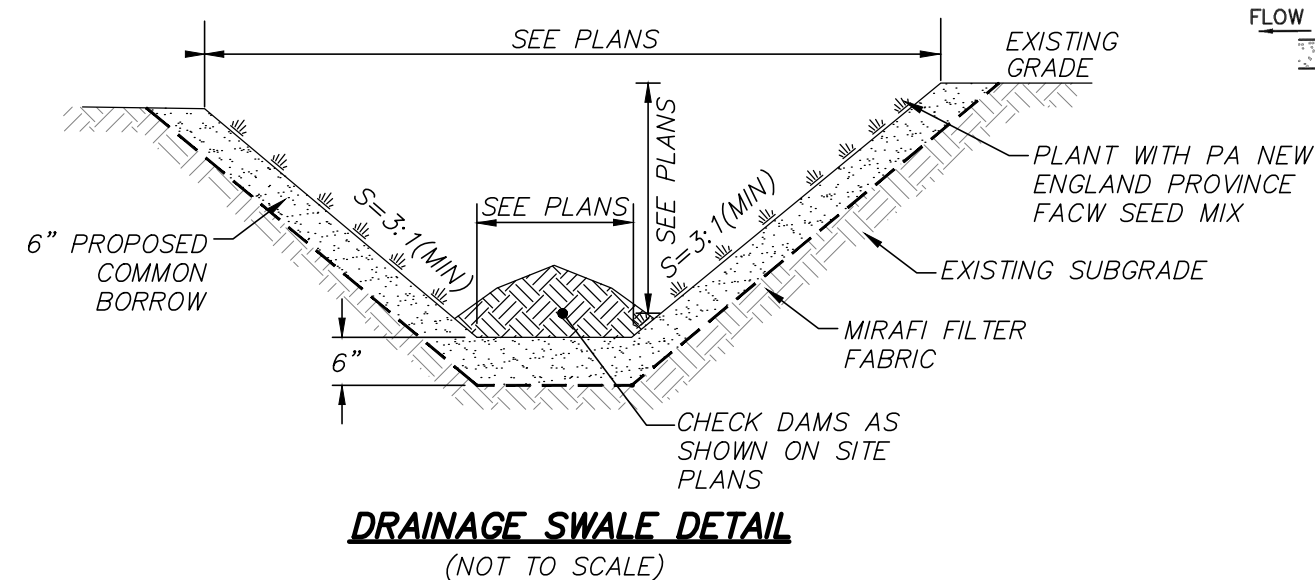 FLOW
SEE PLANS
EXISTING
GRADE
SEE PLANS
PLANT WITH PA NEW
ENGLAND PROVINCE
FACW SEED MIX
S=3:1(MIN)
SEE PLANS
S=3:1(MIN)
6" PROPOSED
COMMON
BORROW
EXISTING SUBGRADE
MIRAFI FILTER
FABRIC
6"
CHECK DAMS AS
SHOWN ON SITE
PLANS
DRAINAGE SWALE DETAIL
(NOT TO SCALE)